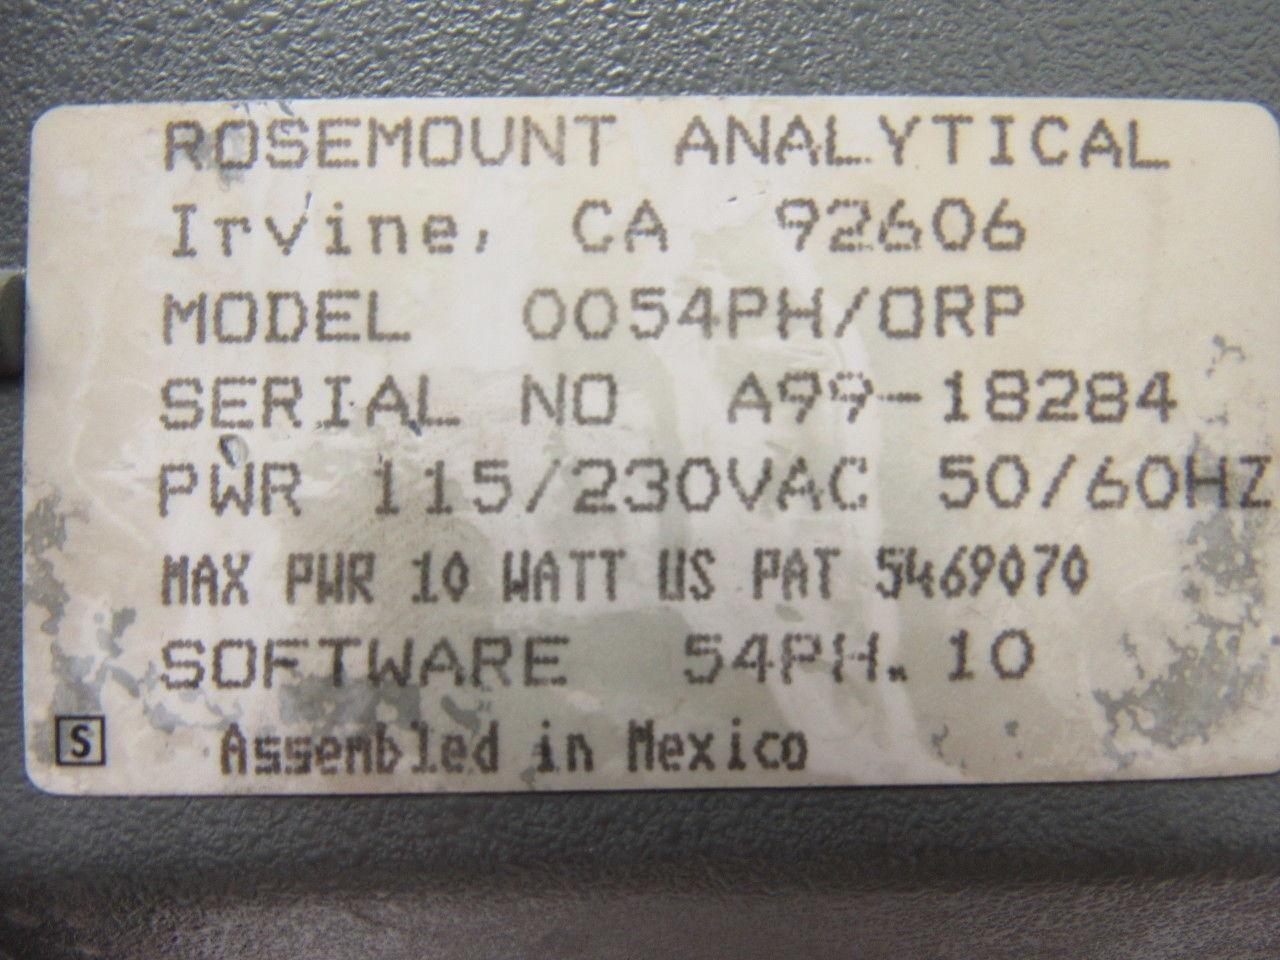 ROSEMOUNT ANALYTICAL
Irvine, CA 92606
MODEL 0054PH/ORP
SERIAL NO A99-18284
PWR 115/230VAC 50/60HZ
MAX PWR 10 WATT US PAT 5469070
SOFTWARE 54PH.10
S Assembled in Mexico